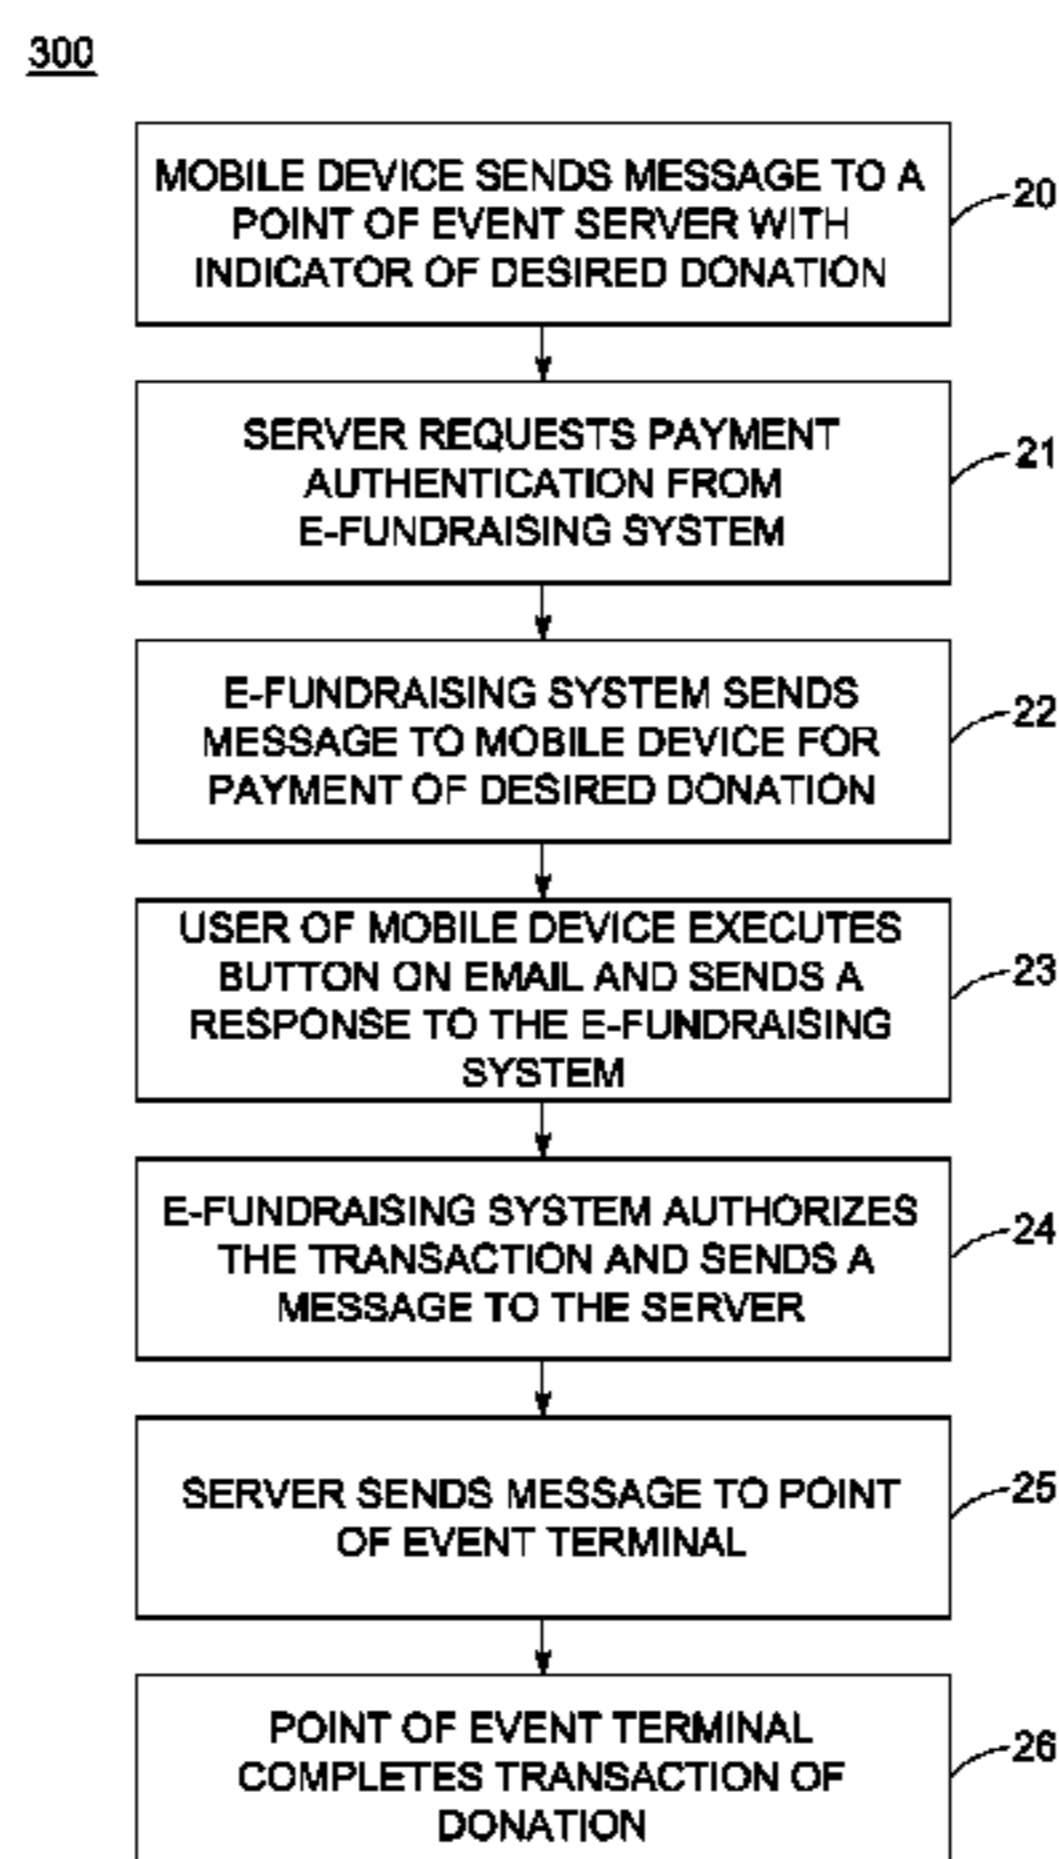 300
MOBILE DEVICE SENDS MESSAGE TO A
POINT OF EVENT SERVER WITH
INDICATOR OF DESIRED DONATION
20
SERVER REQUESTS PAYMENT
AUTHENTICATION FROM
E-FUNDRAISING SYSTEM
21
E-FUNDRAISING SYSTEM SENDS
MESSAGE TO MOBILE DEVICE FOR
PAYMENT OF DESIRED DONATION
22
USER OF MOBILE DEVICE EXECUTES
BUTTON ON EMAIL AND SENDS A
RESPONSE TO THE E-FUNDRAISING
SYSTEM
23
E-FUNDRAISING SYSTEM AUTHORIZES
THE TRANSACTION AND SENDS A
MESSAGE TO THE SERVER
24
SERVER SENDS MESSAGE TO POINT
OF EVENT TERMINAL
25
POINT OF EVENT TERMINAL
COMPLETES TRANSACTION OF
DONATION
26